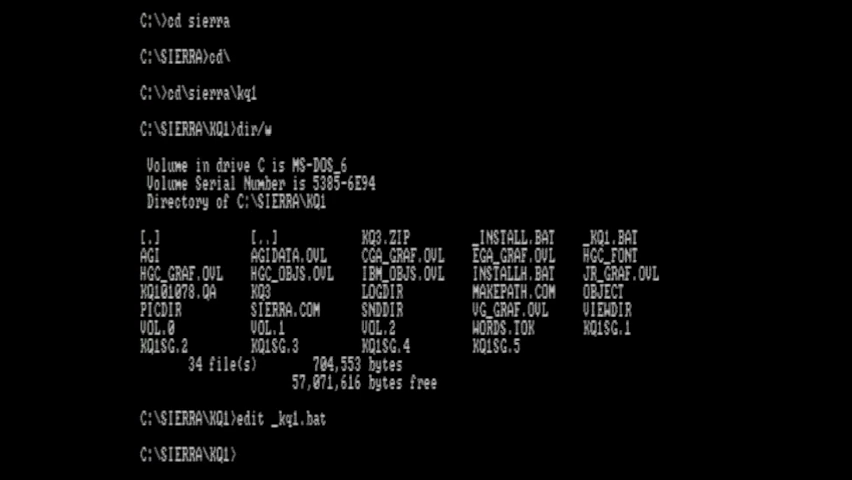 C:\>cd sierra
C:\SIERRA>cd\
C:\>cd\sierra\kq1
C:\SIERRA\KQ1>dir/w
Volume in drive C is MS-DOS_6
Volume Serial Number is 5385-6E94
Directory of C:\SIERRA\KQ1
[.] [..] KQ3.ZIP _INSTALL.BAT _KQ1.BAT
AGI AGIDATA.OVL CGA_GRAF.OVL EGA_GRAF.OVL HGC_FONT
HGC_GRAF.OVL HGC_OBJS.OVL IBM_OBJS.OVL INSTALLH.BAT JR_GRAF.OVL
KQ101078.QA KQ3 LOGDIR MAKEPATH.COM OBJECT
PICDIR SIERRA.COM SNDDIR VG_GRAF.OVL VIEWDIR
VOL.0 VOL.1 VOL.2 WORDS.TOK KQ1SG.1
KQ1SG.2 KQ1SG.3 KQ1SG.4 KQ1SG.5
34 file(s) 704,553 bytes
57,071,616 bytes free
C:\SIERRA\KQ1>edit _kq1.bat
C:\SIERRA\KQ1>